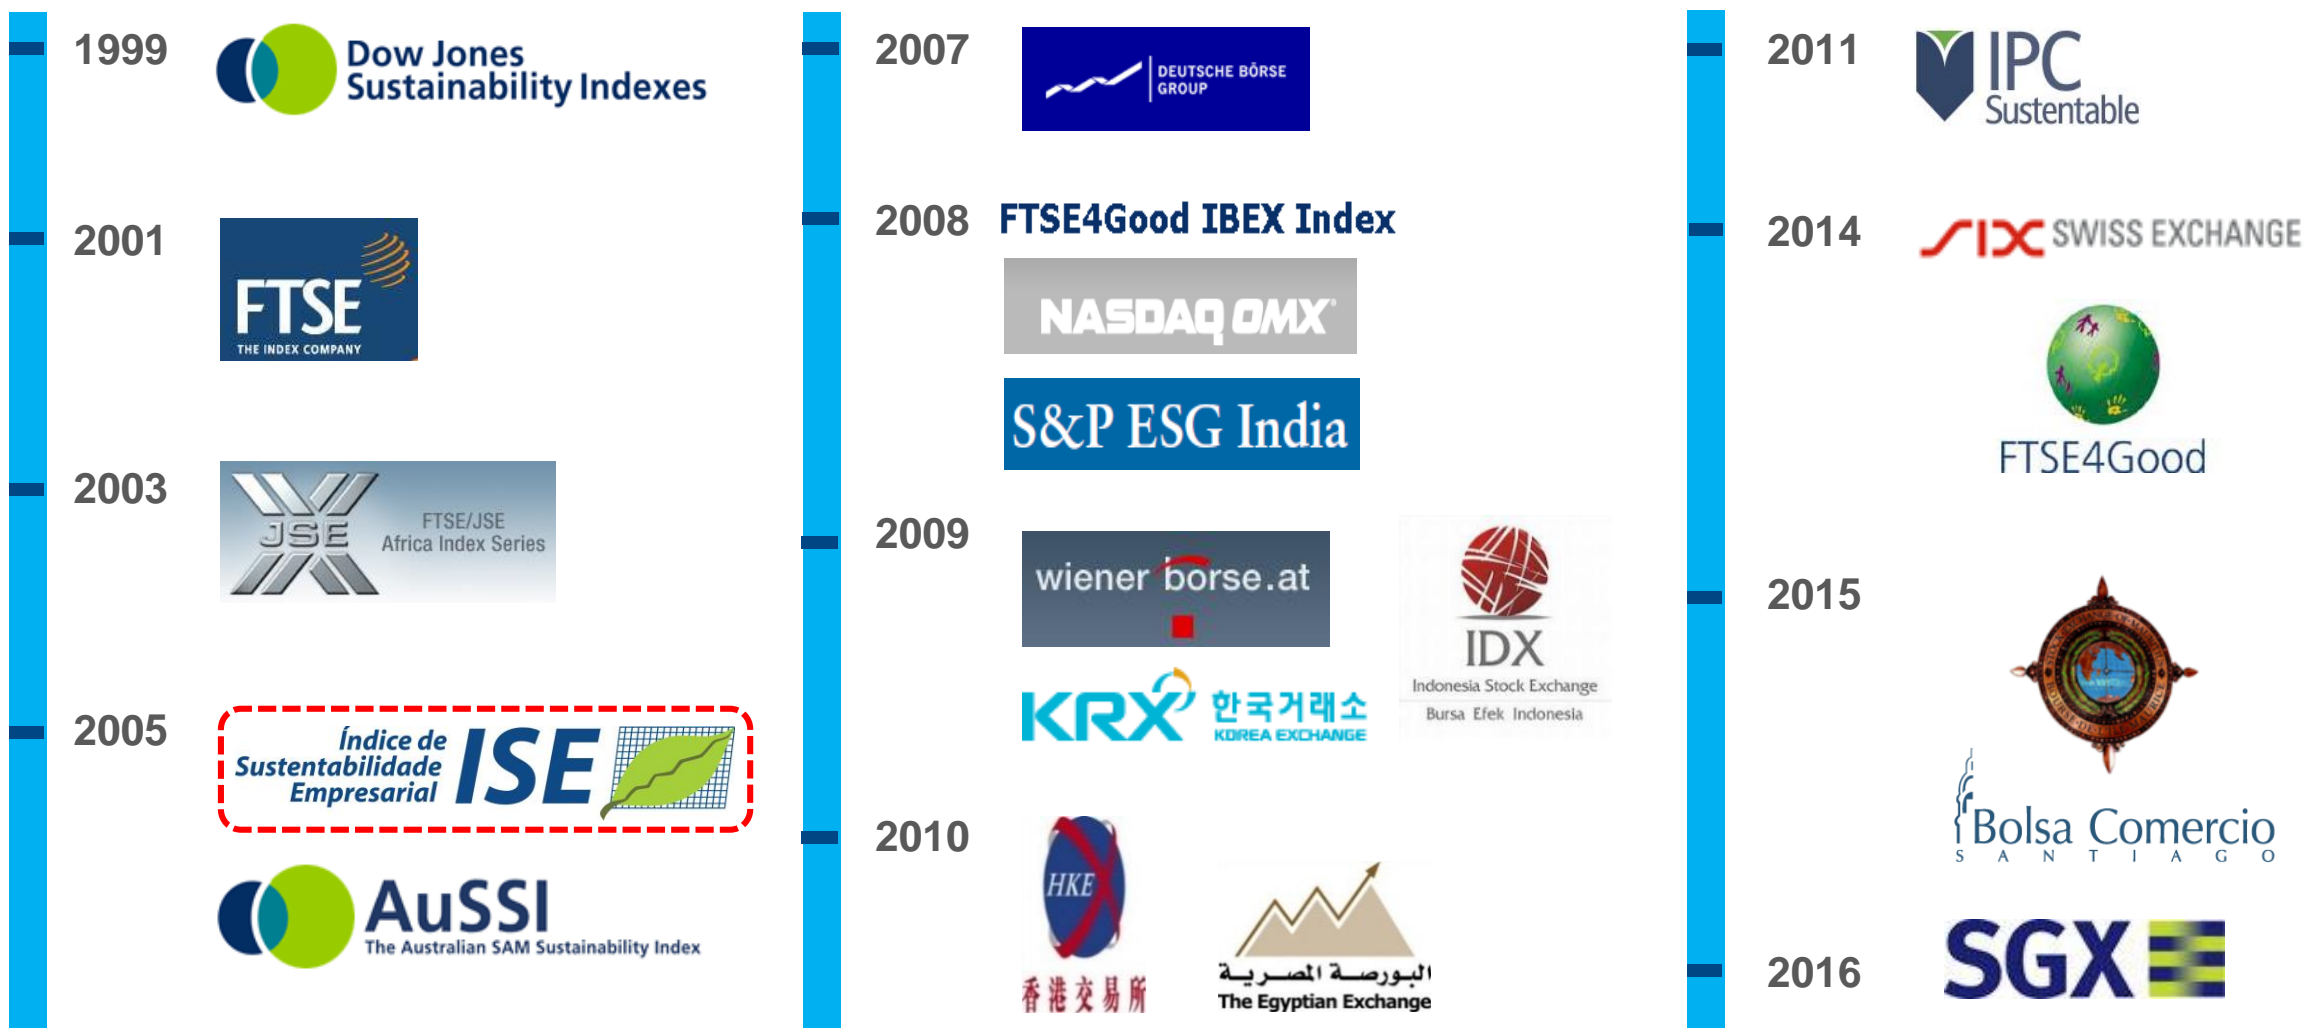 1999
Dow Jones
Sustainability Indexes
2001
FTSE
THE INDEX COMPANY
2003
JSE
FTSE/JSE
Africa Index Series
2005
Índice de
Sustentabilidade
Empresarial
ISE
AuSSI
The Australian SAM Sustainability Index
2007
DEUTSCHE BÖRSE
GROUP
2008
FTSE4Good IBEX Index
NASDAQ OMX
S&P ESG India
2009
wiener börse.at
IDX
Indonesia Stock Exchange
Bursa Efek Indonesia
KRX
한국거래소
KOREA EXCHANGE
2010
HKEX
香港交易所
البورصة المصرية
The Egyptian Exchange
2011
IPC
Sustentable
2014
SIX SWISS EXCHANGE
FTSE4Good
2015
Bolsa Comercio
SANTIAGO
2016
SGX